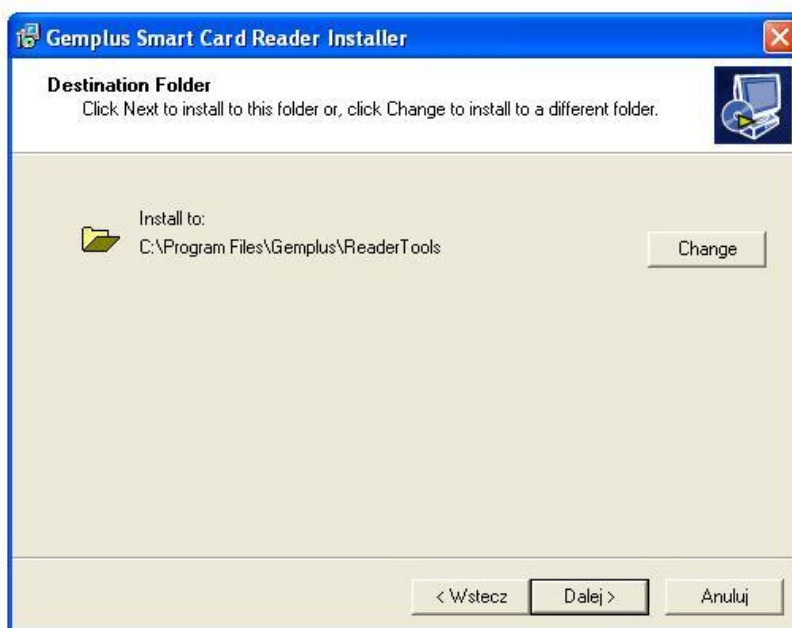 Gemplus Smart Card Reader Installer
Destination Folder
Click Next to install to this folder or, click Change to install to a different folder.
Install to:
C:\Program Files\Gemplus\ReaderTools
Change
< Wstecz
Dalej >
Anuluj